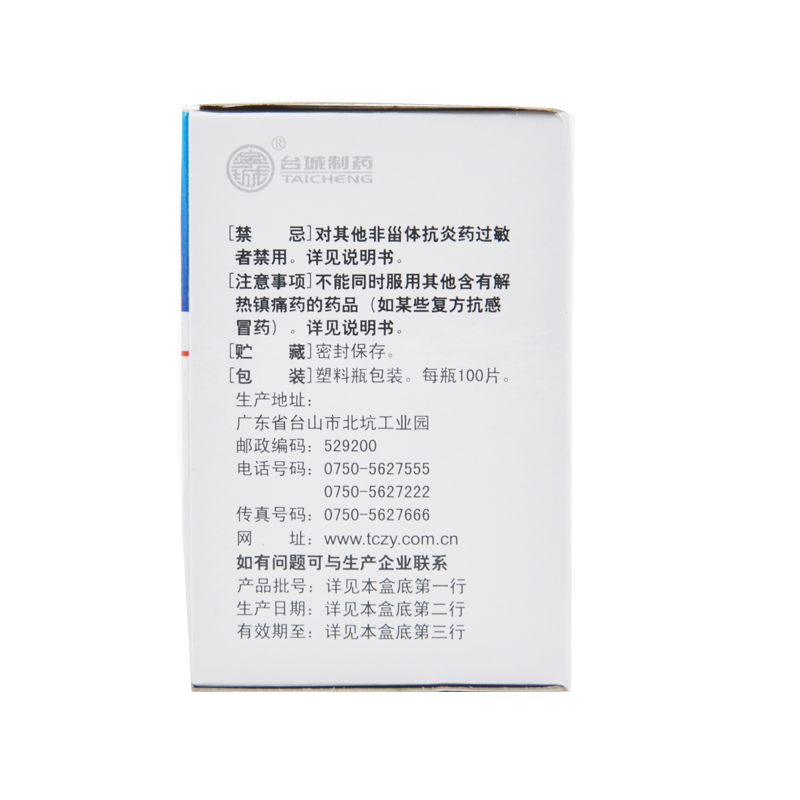 ®
台城制药
TAICHENG
[禁 忌]对其他非甾体抗炎药过敏
者禁用。详见说明书。
[注意事项]不能同时服用其他含有解
热镇痛药的药品（如某些复方抗感
冒药）。详见说明书。
[贮 藏]密封保存。
[包 装]塑料瓶包装。每瓶100片。
生产地址：
广东省台山市北坑工业园
邮政编码：529200
电话号码：0750-5627555
0750-5627222
传真号码：0750-5627666
网 址：www.tczy.com.cn
如有问题可与生产企业联系
产品批号：详见本盒底第一行
生产日期：详见本盒底第二行
有效期至：详见本盒底第三行